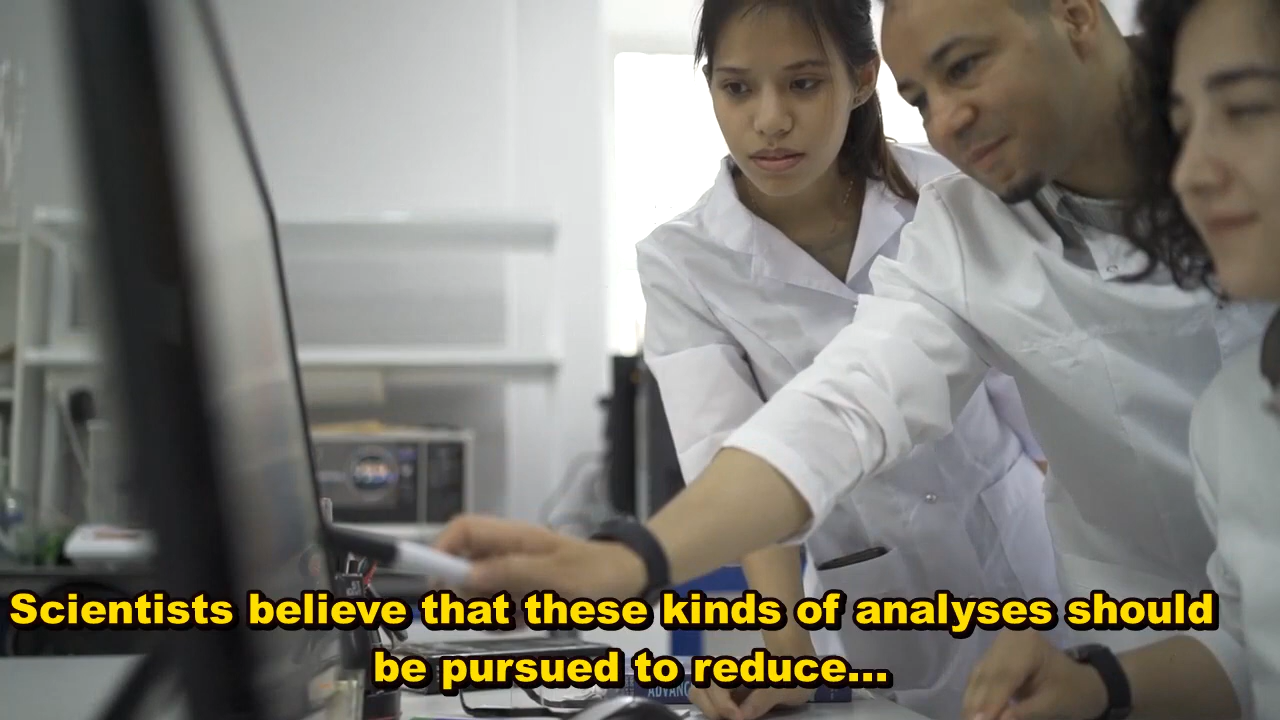 Scientists believe that these kinds of analyses should
be pursued to reduce...